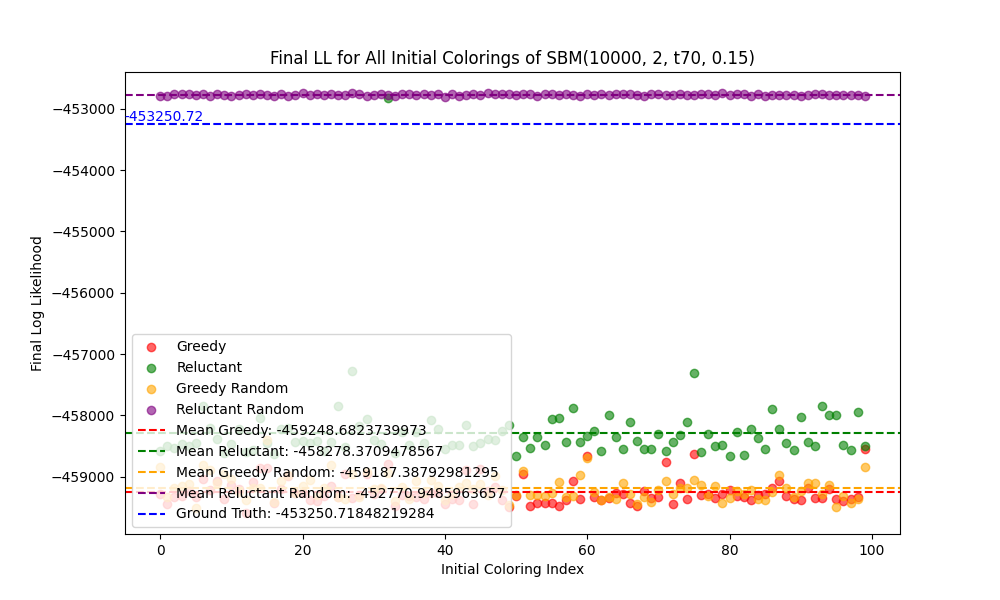 Final LL for All Initial Colorings of SBM(10000, 2, t70, 0.15)
Final Log Likelihood
−453000
−454000
−455000
−456000
−457000
−458000
−459000
-453250.72
Greedy
Reluctant
Greedy Random
Reluctant Random
Mean Greedy: -459248.6823739973
Mean Reluctant: -458278.3709478567
Mean Greedy Random: -459187.38792981295
Mean Reluctant Random: -452770.9485963657
Ground Truth: -453250.71848219284
0 20 40 60 80 100
Initial Coloring Index